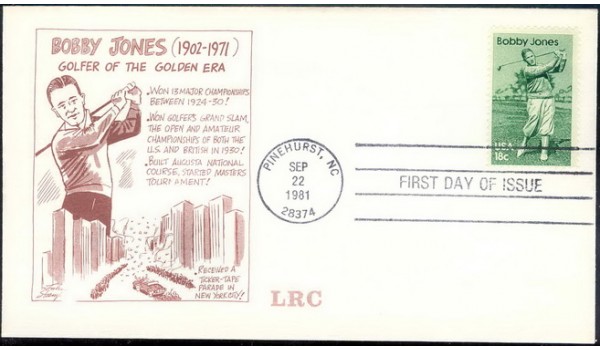 BOBBY JONES (1902-1971)
GOLFER OF THE GOLDEN ERA
• WON 13 MAJOR CHAMPIONSHIPS
BETWEEN 1924-30!
• WON GOLFER'S GRAND SLAM,
THE OPEN AND AMATEUR
CHAMPIONSHIPS OF BOTH THE
U.S. AND BRITISH IN 1930!
• BUILT AUGUSTA NATIONAL
COURSE, STARTED MASTERS
TOURNAMENT!
RECEIVED A
TICKER-TAPE
PARADE IN
NEW YORK CITY!
LRC
PINEHURST, NC
SEP
22
1981
28374
FIRST DAY OF ISSUE
Bobby Jones
USA
18c